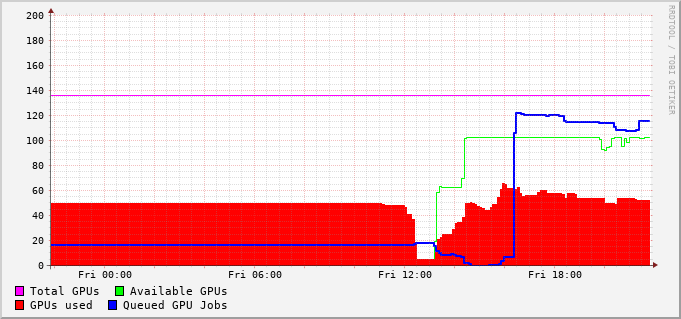 200
180
160
140
120
100
80
60
40
20
0
Fri 00:00 Fri 06:00 Fri 12:00 Fri 18:00
Total GPUs Available GPUs
GPUs used Queued GPU Jobs
RRDTOOL / TOBI OETIKER